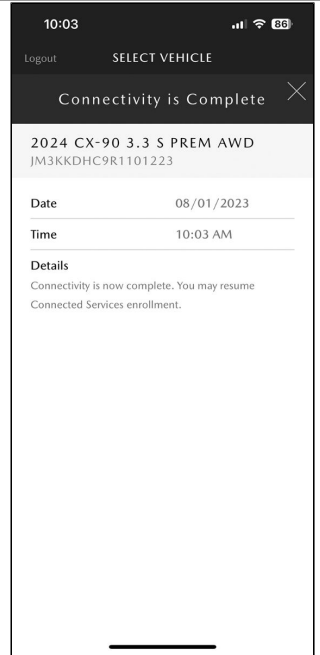 10:03
86
Logout
SELECT VEHICLE
Connectivity is Complete
2024 CX-90 3.3 S PREM AWD
JM3KKDHC9R1101223
Date 08/01/2023
Time 10:03 AM
Details
Connectivity is now complete. You may resume
Connected Services enrollment.